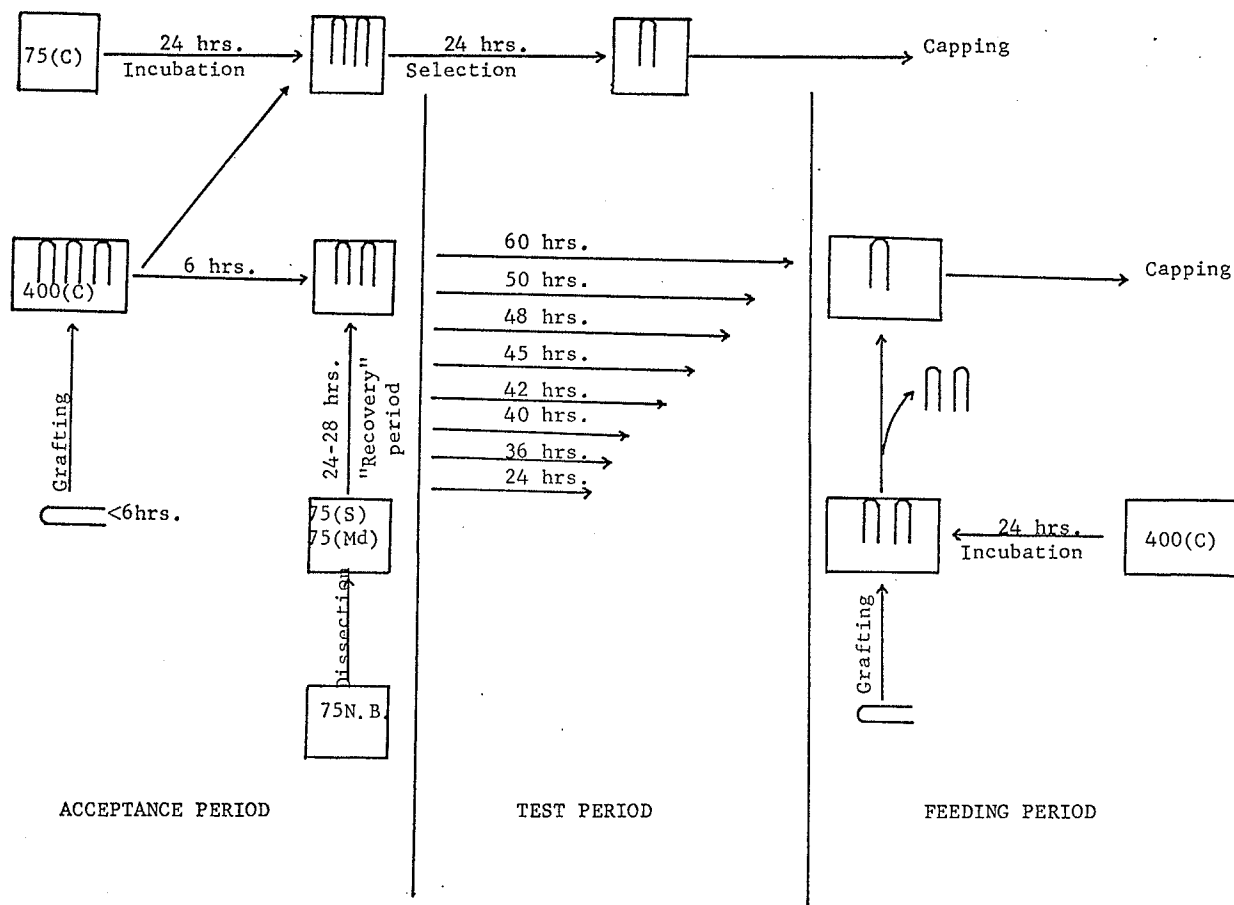 75(C)
24 hrs.
Incubation
24 hrs.
Selection
Capping
400(C)
6 hrs.
Grafting
<6hrs.
24-28 hrs.
"Recovery"
period
75(S)
75(Md)
Dissection
75N.B.
60 hrs.
50 hrs.
48 hrs.
45 hrs.
42 hrs.
40 hrs.
36 hrs.
24 hrs.
Capping
24 hrs.
Incubation
400(C)
Grafting
ACCEPTANCE PERIOD
TEST PERIOD
FEEDING PERIOD